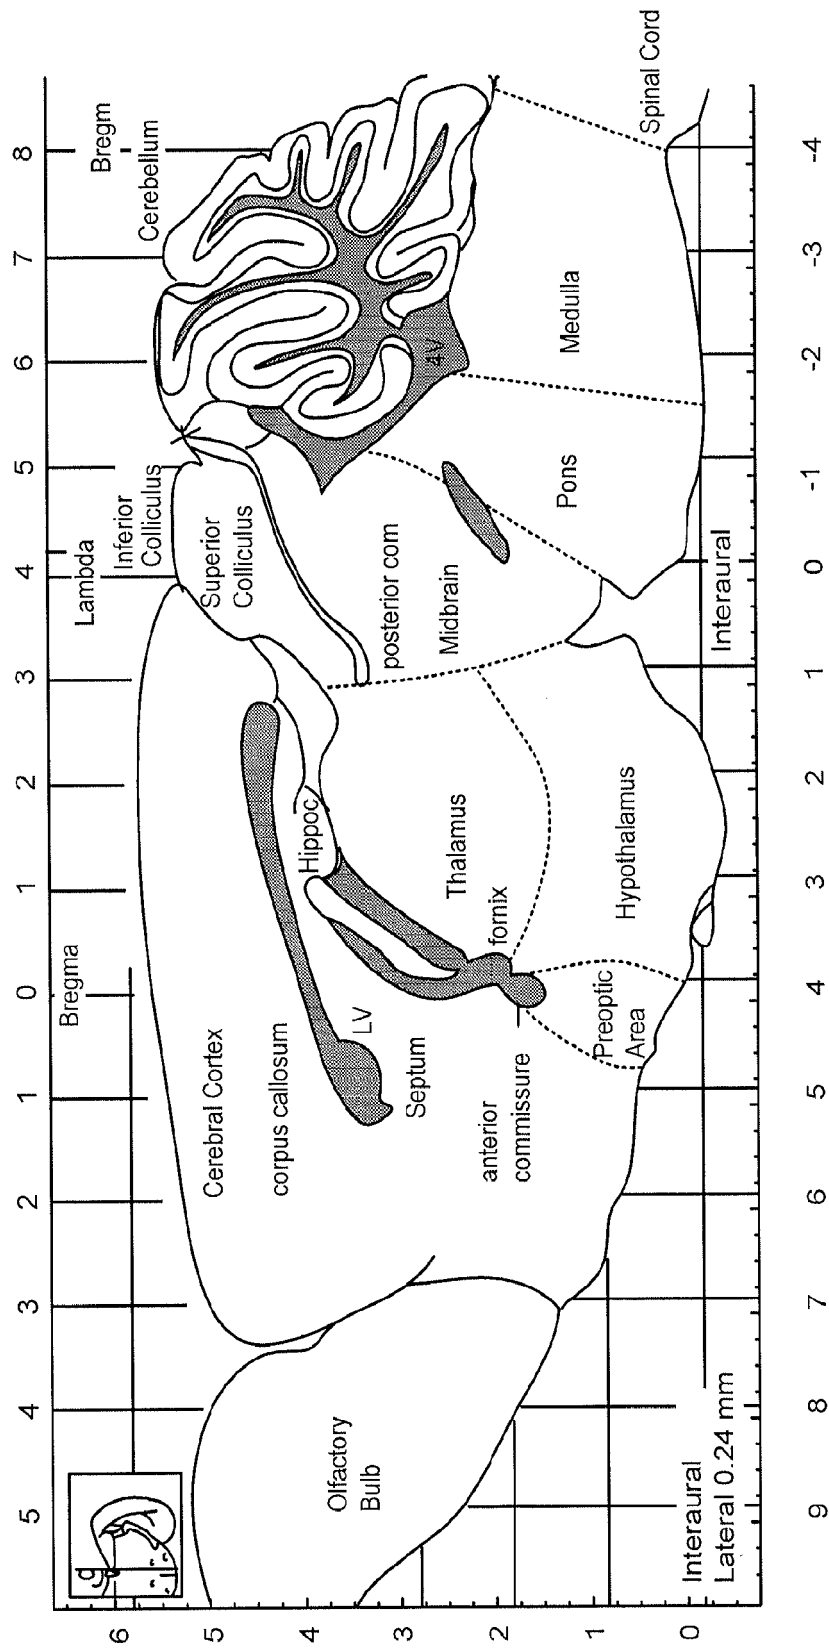 5 4 3 2 1 0 1 2 3 4 5 6 7 8
Bregma
Lambda
Bregm
6
5
4
3
2
1
0
Cerebral Cortex
corpus callosum
LV
Septum
anterior
commissure
Preoptic
Area
Olfactory
Bulb
Hippoc
Thalamus
fornix
Hypothalamus
Superior
Colliculus
Inferior
Colliculus
posterior com
Midbrain
Pons
Cerebellum
4V
Medulla
Spinal Cord
Interaural
Interaural
Lateral 0.24 mm
9 8 7 6 5 4 3 2 1 0 -1 -2 -3 -4